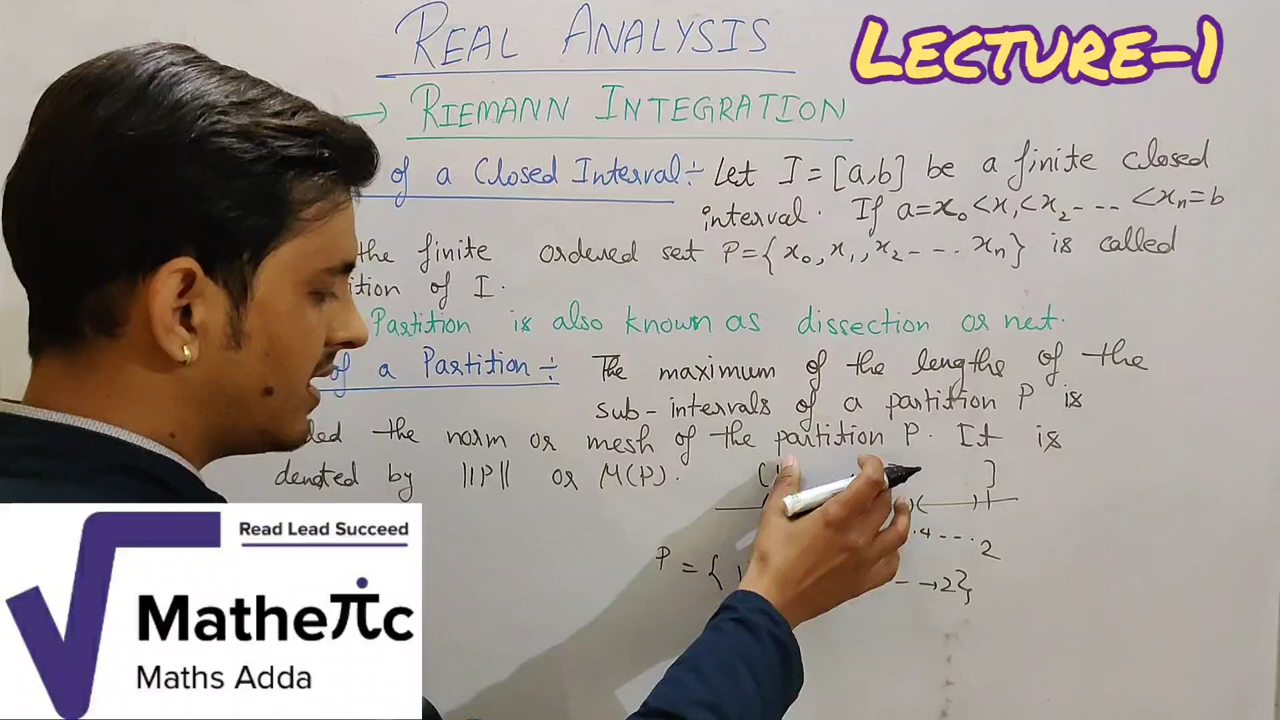 REAL ANALYSIS
LECTURE-1
→ RIEMANN INTEGRATION
of a Closed Interval:- Let I = [a,b] be a finite closed
interval. If a=x₀<x₁<x₂---- <xₙ=b
the finite ordered set P={x₀,x₁,x₂--..xₙ} is called
of I.
Partition is also known as dissection or net.
of a Partition:- The maximum of the lengths of the
sub-intervals of a partition P is
the norm or mesh of the partition P. It is
denoted by ||P|| or M(P).
[ ]
.4 ---. 2
P = {1 - - → 2}
Read Lead Succeed
Matheπc
Maths Adda